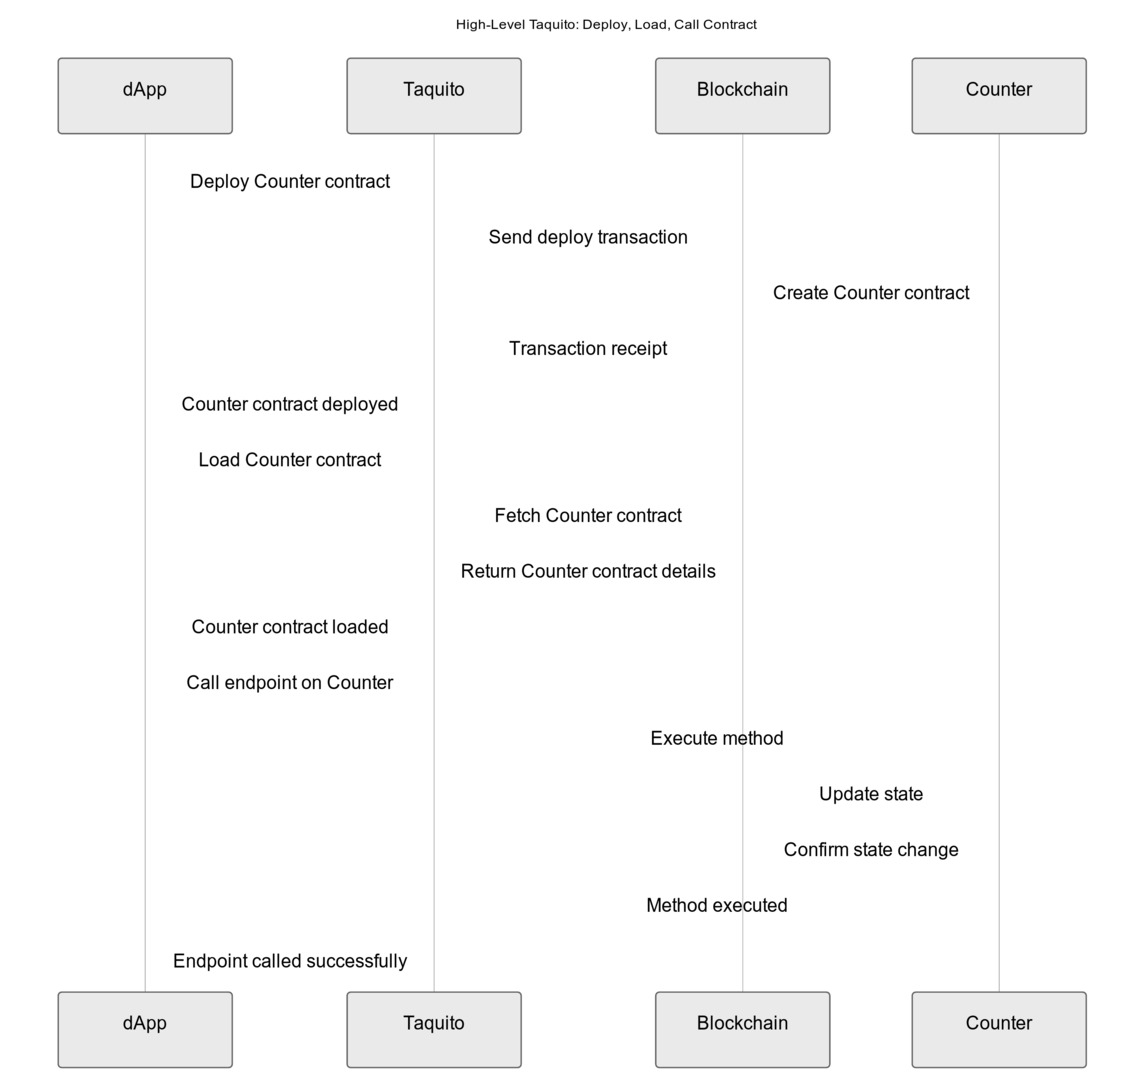 High-Level Taquito: Deploy, Load, Call Contract
dApp
Taquito
Blockchain
Counter
Deploy Counter contract
Send deploy transaction
Create Counter contract
Transaction receipt
Counter contract deployed
Load Counter contract
Fetch Counter contract
Return Counter contract details
Counter contract loaded
Call endpoint on Counter
Execute method
Update state
Confirm state change
Method executed
Endpoint called successfully
dApp
Taquito
Blockchain
Counter